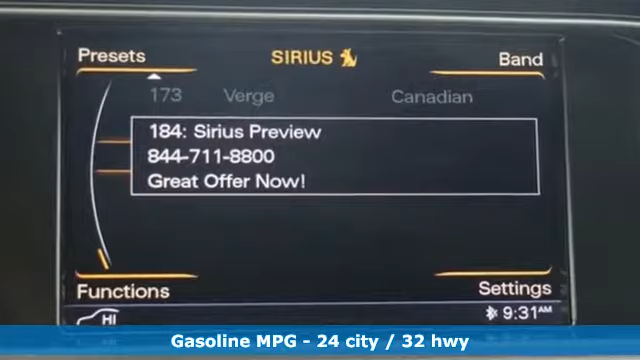 Presets
SIRIUS
Band
173 Verge Canadian
184: Sirius Preview
844-711-8800
Great Offer Now!
Functions
Settings
HI
9:31AM
Gasoline MPG - 24 city / 32 hwy